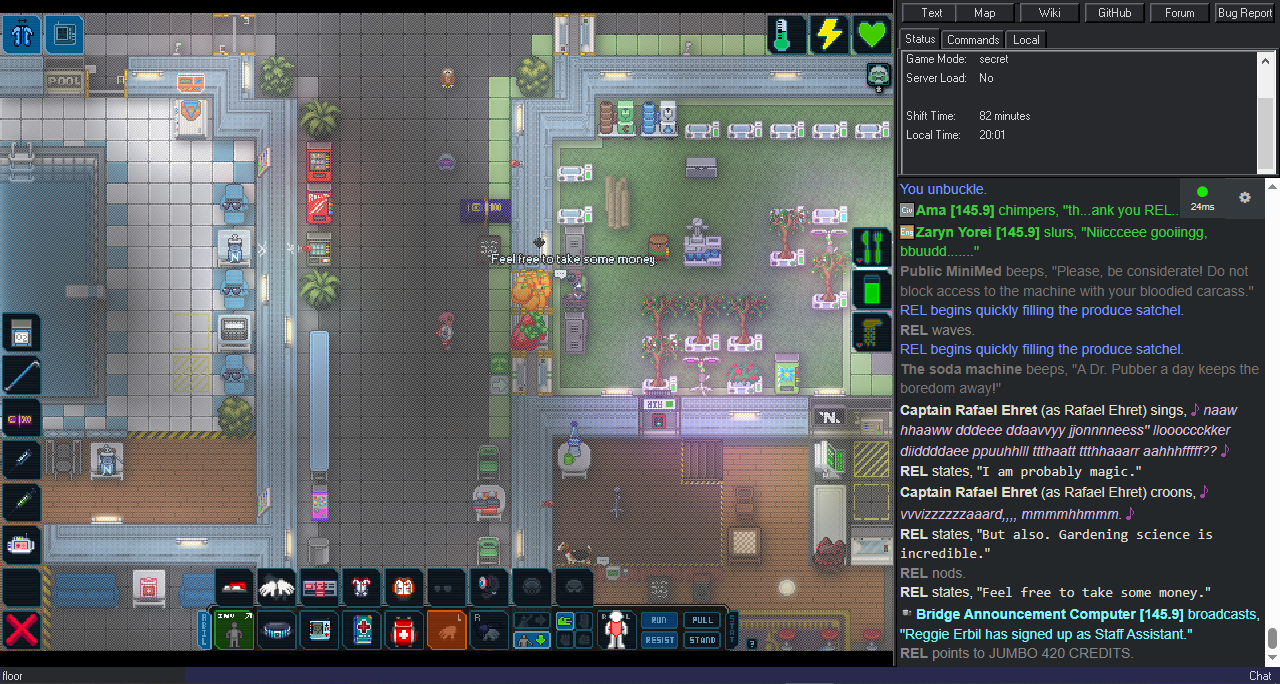 Text
Map
Wiki
GitHub
Forum
Bug Report
Status
Commands
Local
Game Mode: secret
Server Load: No
Shift Time: 82 minutes
Local Time: 20:01
POOL
"Feel free to take some money."
You unbuckle.
24ms
Civ Ama [145.9] chimpers, "th...ank you REL..
Eng Zaryn Yorei [145.9] slurs, "Niiccceee gooiingg,
bbuudd......."
Public MiniMed beeps, "Please, be considerate! Do not
block access to the machine with your bloodied carcass."
REL begins quickly filling the produce satchel.
REL waves.
REL begins quickly filling the produce satchel.
The soda machine beeps, "A Dr. Pubber a day keeps the
boredom away!"
Captain Rafael Ehret (as Rafael Ehret) sings, ♪ naaw
hhaaww dddeee ddaavvyy jjonnnneess" lloooccckker
diiddddaee ppuuhhlll ttthaatt ttthhaaarr aahhhfffff?? ♪
REL states, "I am probably magic."
Captain Rafael Ehret (as Rafael Ehret) croons, ♪
vvvizzzzzzaaard,,,, mmmmhhmmm. ♪
REL states, "But also. Gardening science is
incredible."
REL nods.
REL states, "Feel free to take some money."
Bridge Announcement Computer [145.9] broadcasts,
"Reggie Erbil has signed up as Staff Assistant."
REL points to JUMBO 420 CREDITS.
INV
L
R
R
L
RUN
PULL
RESIST
STAND
?
floor
Chat